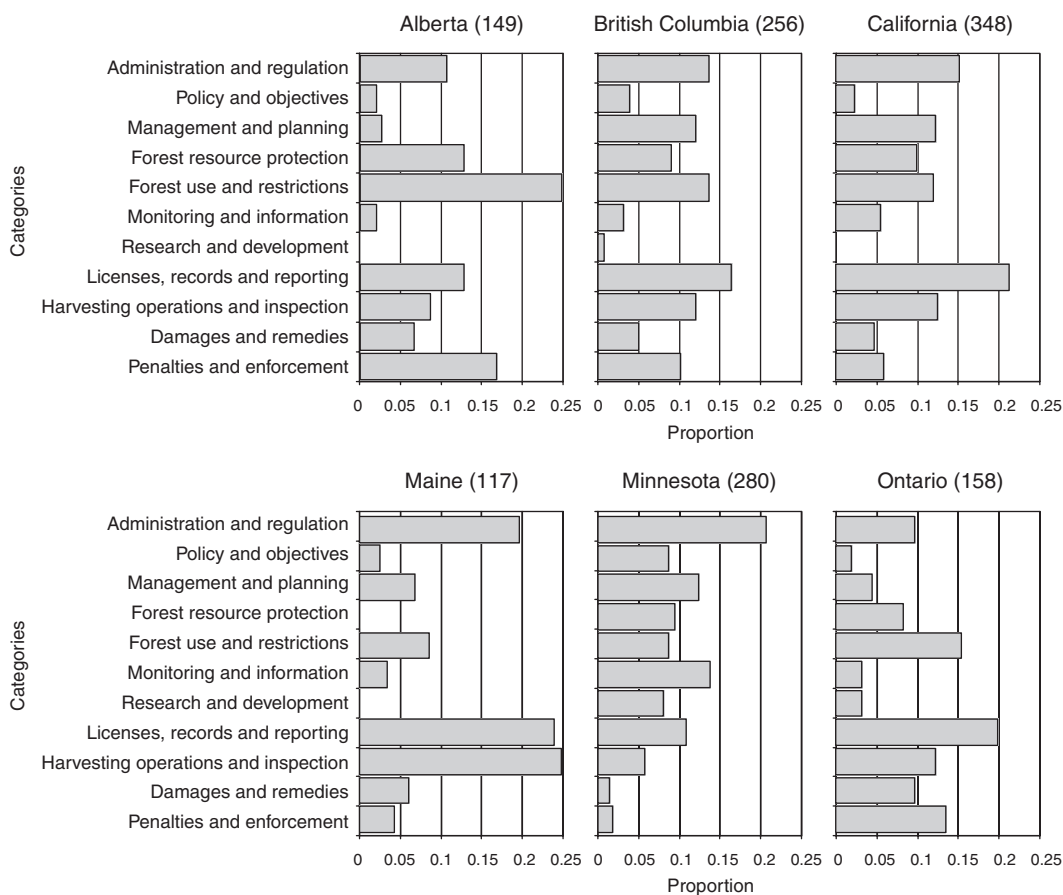 Alberta (149) British Columbia (256) California (348)
Categories
Administration and regulation
Policy and objectives
Management and planning
Forest resource protection
Forest use and restrictions
Monitoring and information
Research and development
Licenses, records and reporting
Harvesting operations and inspection
Damages and remedies
Penalties and enforcement
0 0.05 0.1 0.15 0.2 0.25 0 0.05 0.1 0.15 0.2 0.25 0 0.05 0.1 0.15 0.2 0.25
Proportion
Maine (117) Minnesota (280) Ontario (158)
Categories
Administration and regulation
Policy and objectives
Management and planning
Forest resource protection
Forest use and restrictions
Monitoring and information
Research and development
Licenses, records and reporting
Harvesting operations and inspection
Damages and remedies
Penalties and enforcement
0 0.05 0.1 0.15 0.2 0.25 0 0.05 0.1 0.15 0.2 0.25 0 0.05 0.1 0.15 0.2 0.25
Proportion